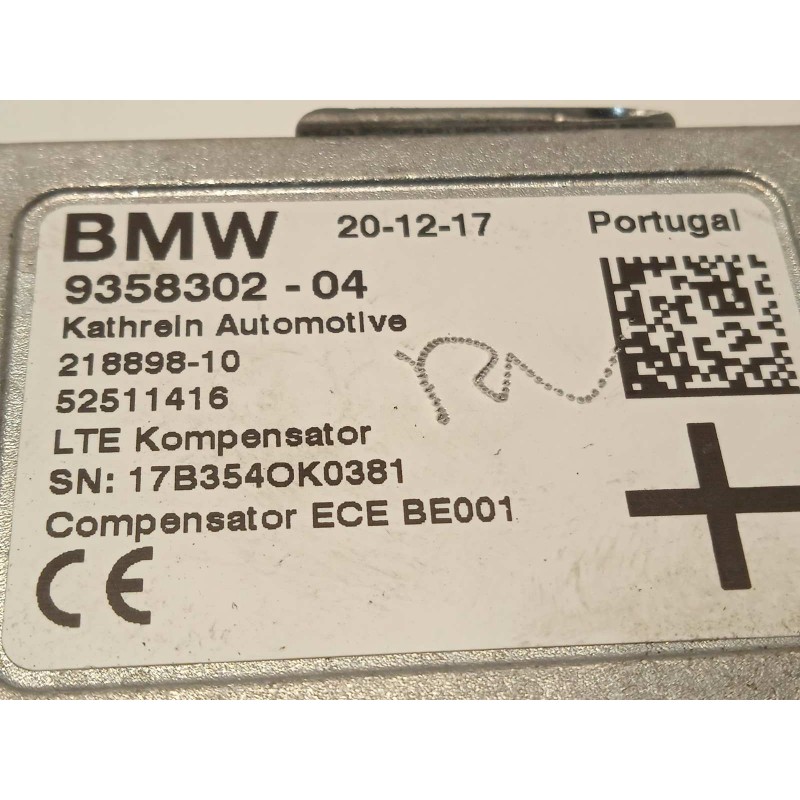 BMW 20-12-17 Portugal
9358302 - 04
Kathrein Automotive
218898-10
52511416
LTE Kompensator
SN: 17B354OK0381
Compensator ECE BE001
CE